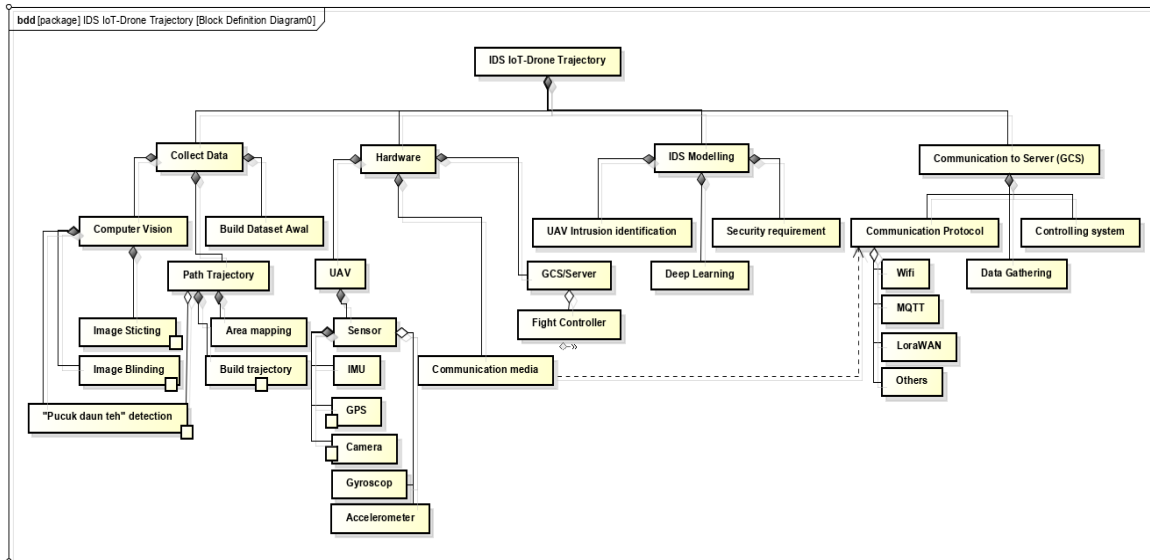 bdd [package] IDS IoT-Drone Trajectory [Block Definition Diagram0]
IDS IoT-Drone Trajectory
Collect Data
Hardware
IDS Modelling
Communication to Server (GCS)
Computer Vision
Build Dataset Awal
UAV Intrusion identification
Security requirement
Communication Protocol
Controlling system
Path Trajectory
UAV
GCS/Server
Deep Learning
Wifi
Data Gathering
MQTT
Image Sticting
Area mapping
Sensor
Fight Controller
LoraWAN
Image Blinding
Build trajectory
IMU
Communication media
Others
"Pucuk daun teh" detection
GPS
Camera
Gyroscop
Accelerometer